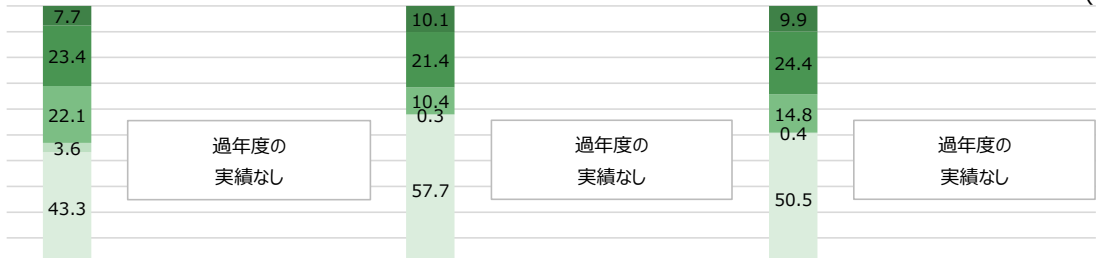 (
7.7
23.4
22.1
3.6
43.3
過年度の
実績なし
10.1
21.4
10.4
0.3
57.7
過年度の
実績なし
9.9
24.4
14.8
0.4
50.5
過年度の
実績なし